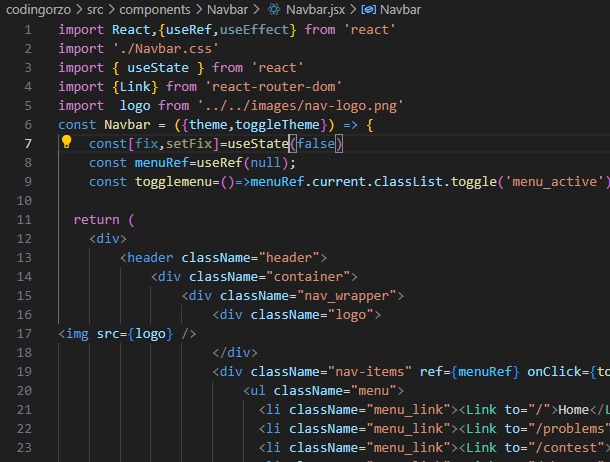 codingorzo > src > components > Navbar > Navbar.jsx > Navbar
1 import React,{useRef,useEffect} from 'react'
2 import './Navbar.css'
3 import { useState } from 'react'
4 import {Link} from 'react-router-dom'
5 import  logo from '../../images/nav-logo.png'
6 const Navbar = ({theme,toggleTheme}) => {
7     const[fix,setFix]=useState(false)
8     const menuRef=useRef(null);
9     const togglemenu=()=>menuRef.current.classList.toggle('menu_active')
10
11   return (
12     <div>
13         <header className="header">
14             <div className="container">
15                 <div className="nav_wrapper">
16                     <div className="logo">
17 <img src={logo} />
18                     </div>
19                     <div className="nav-items" ref={menuRef} onClick={to
20                         <ul className="menu">
21                           <li className="menu_link"><Link to="/">Home</L
22                           <li className="menu_link"><Link to="/problems"
23                           <li className="menu_link"><Link to="/contest">